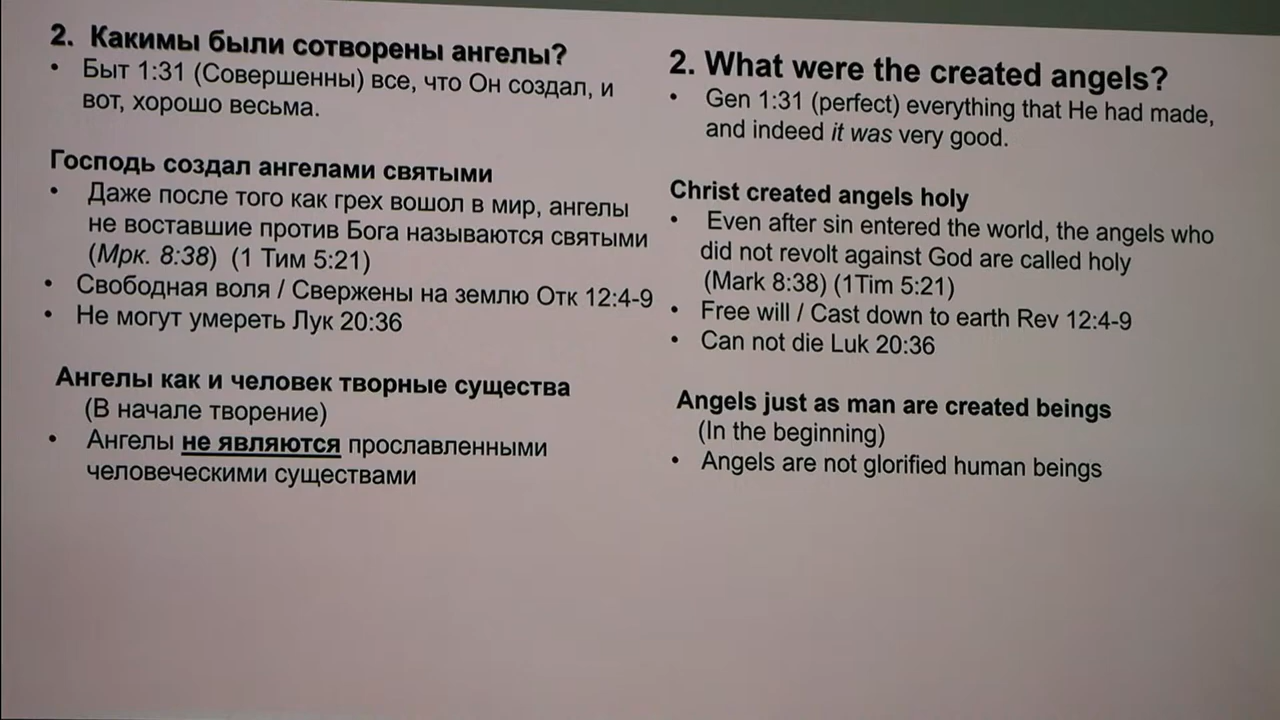 2. Какимы были сотворены ангелы?
• Быт 1:31 (Совершенны) все, что Он создал, и
вот, хорошо весьма.
Господь создал ангелами святыми
• Даже после того как грех вошол в мир, ангелы
не воставшие против Бога называются святыми
(Мрк. 8:38) (1 Тим 5:21)
• Свободная воля / Свержены на землю Отк 12:4-9
• Не могут умереть Лук 20:36
Ангелы как и человек творные существа
(В начале творение)
• Ангелы не являются прославленными
человеческими существами
2. What were the created angels?
• Gen 1:31 (perfect) everything that He had made,
and indeed it was very good.
Christ created angels holy
• Even after sin entered the world, the angels who
did not revolt against God are called holy
(Mark 8:38) (1Tim 5:21)
• Free will / Cast down to earth Rev 12:4-9
• Can not die Luk 20:36
Angels just as man are created beings
(In the beginning)
• Angels are not glorified human beings